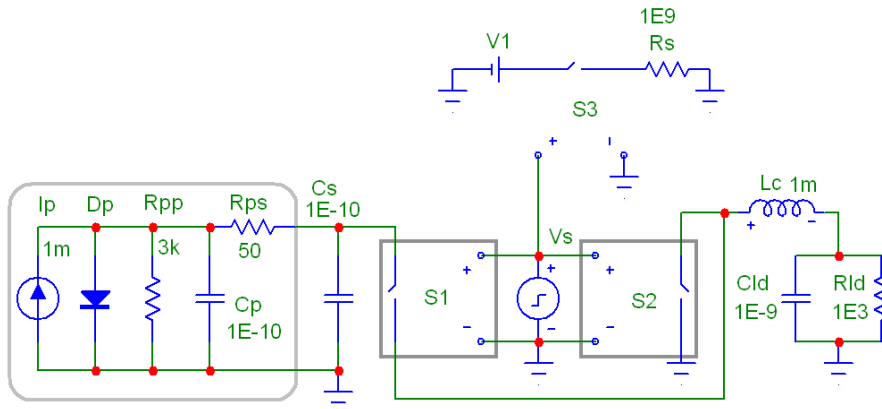 1E9
V1
Rs
S3
+
-
Ip
Dp
Rpp
Rps
Cs
1E-10
Lc 1m
+
-
1m
3k
50
Cp
1E-10
S1
+
-
Vs
+
-
+
-
S2
Cld
1E-9
Rld
1E3